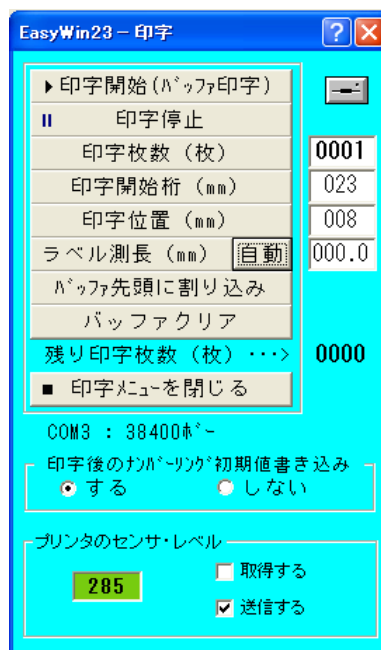 EasyWin23 − 印字
印字開始(ﾊﾞｯﾌｧ印字)
印字停止
印字枚数 (枚) 0001
印字開始桁 (mm) 023
印字位置 (mm) 008
ラベル測長 (mm) 自動 000.0
ﾊﾞｯﾌｧ先頭に割り込み
バッファクリア
残り印字枚数 (枚) ･･･> 0000
■ 印字ﾒﾆｭｰを閉じる
COM3 : 38400ﾎﾞｰ
印字後のﾅﾝﾊﾞｰﾘﾝｸﾞ初期値書き込み
する しない
プリンタのセンサ・レベル
取得する
285
送信する